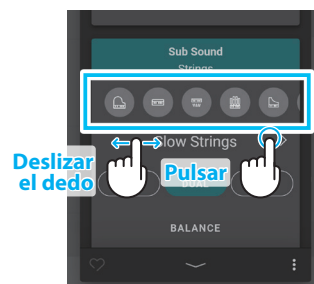 Sub Sound
Strings
Slow Strings
Deslizar
el dedo
Pulsar
DUAL
BALANCE